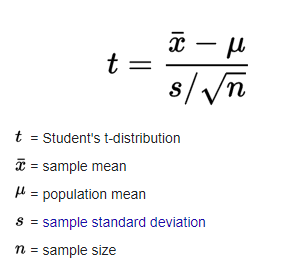 t = x̄ − μ / s/√n
t = Student's t-distribution
x̄ = sample mean
μ = population mean
s = sample standard deviation
n = sample size